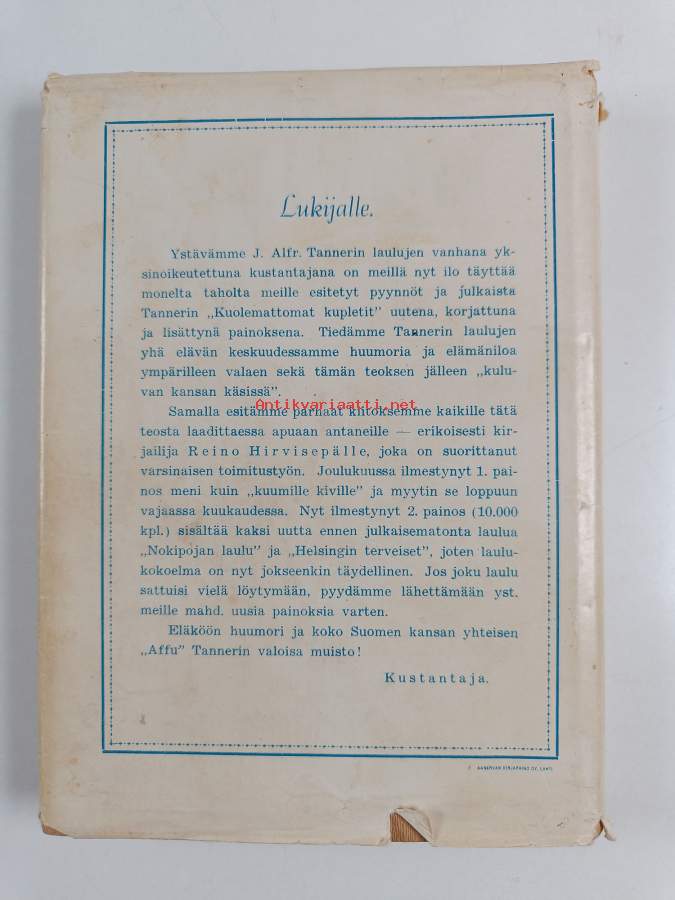 Lukijalle.
Ystävämme J. Alfr. Tannerin laulujen vanhana yk-
sinoikeutettuna kustantajana on meillä nyt ilo täyttää
monelta taholta meille esitetyt pyynnöt ja julkaista
Tannerin „Kuolemattomat kupletit" uutena, korjattuna
ja lisättynä painoksena. Tiedämme Tannerin laulujen
yhä elävän keskuudessamme huumoria ja elämäniloa
ympärilleen valaen sekä tämän teoksen jälleen „kulu-
van kansan käsissä".
Antikvariaatti.net
Samalla esitämme parhaat kiitoksemme kaikille tätä
teosta laadittaessa apuaan antaneille — erikoisesti kir-
jailija Reino Hirvisepälle, joka on suorittanut
varsinaisen toimitustyön. Joulukuussa ilmestynyt 1. pai-
nos meni kuin „kuumille kiville" ja myytin se loppuun
vajaassa kuukaudessa. Nyt ilmestynyt 2. painos (10.000
kpl.) sisältää kaksi uutta ennen julkaisematonta laulua
„Nokipojan laulu" ja „Helsingin terveiset", joten laulu-
kokoelma on nyt jokseenkin täydellinen. Jos joku laulu
sattuisi vielä löytymään, pyydämme lähettämään yst.
meille mahd. uusia painoksia varten.
Eläköön huumori ja koko Suomen kansan yhteisen
„Affu" Tannerin valoisa muisto!
Kustantaja.
KIRJAPAINO OY, LAHTI